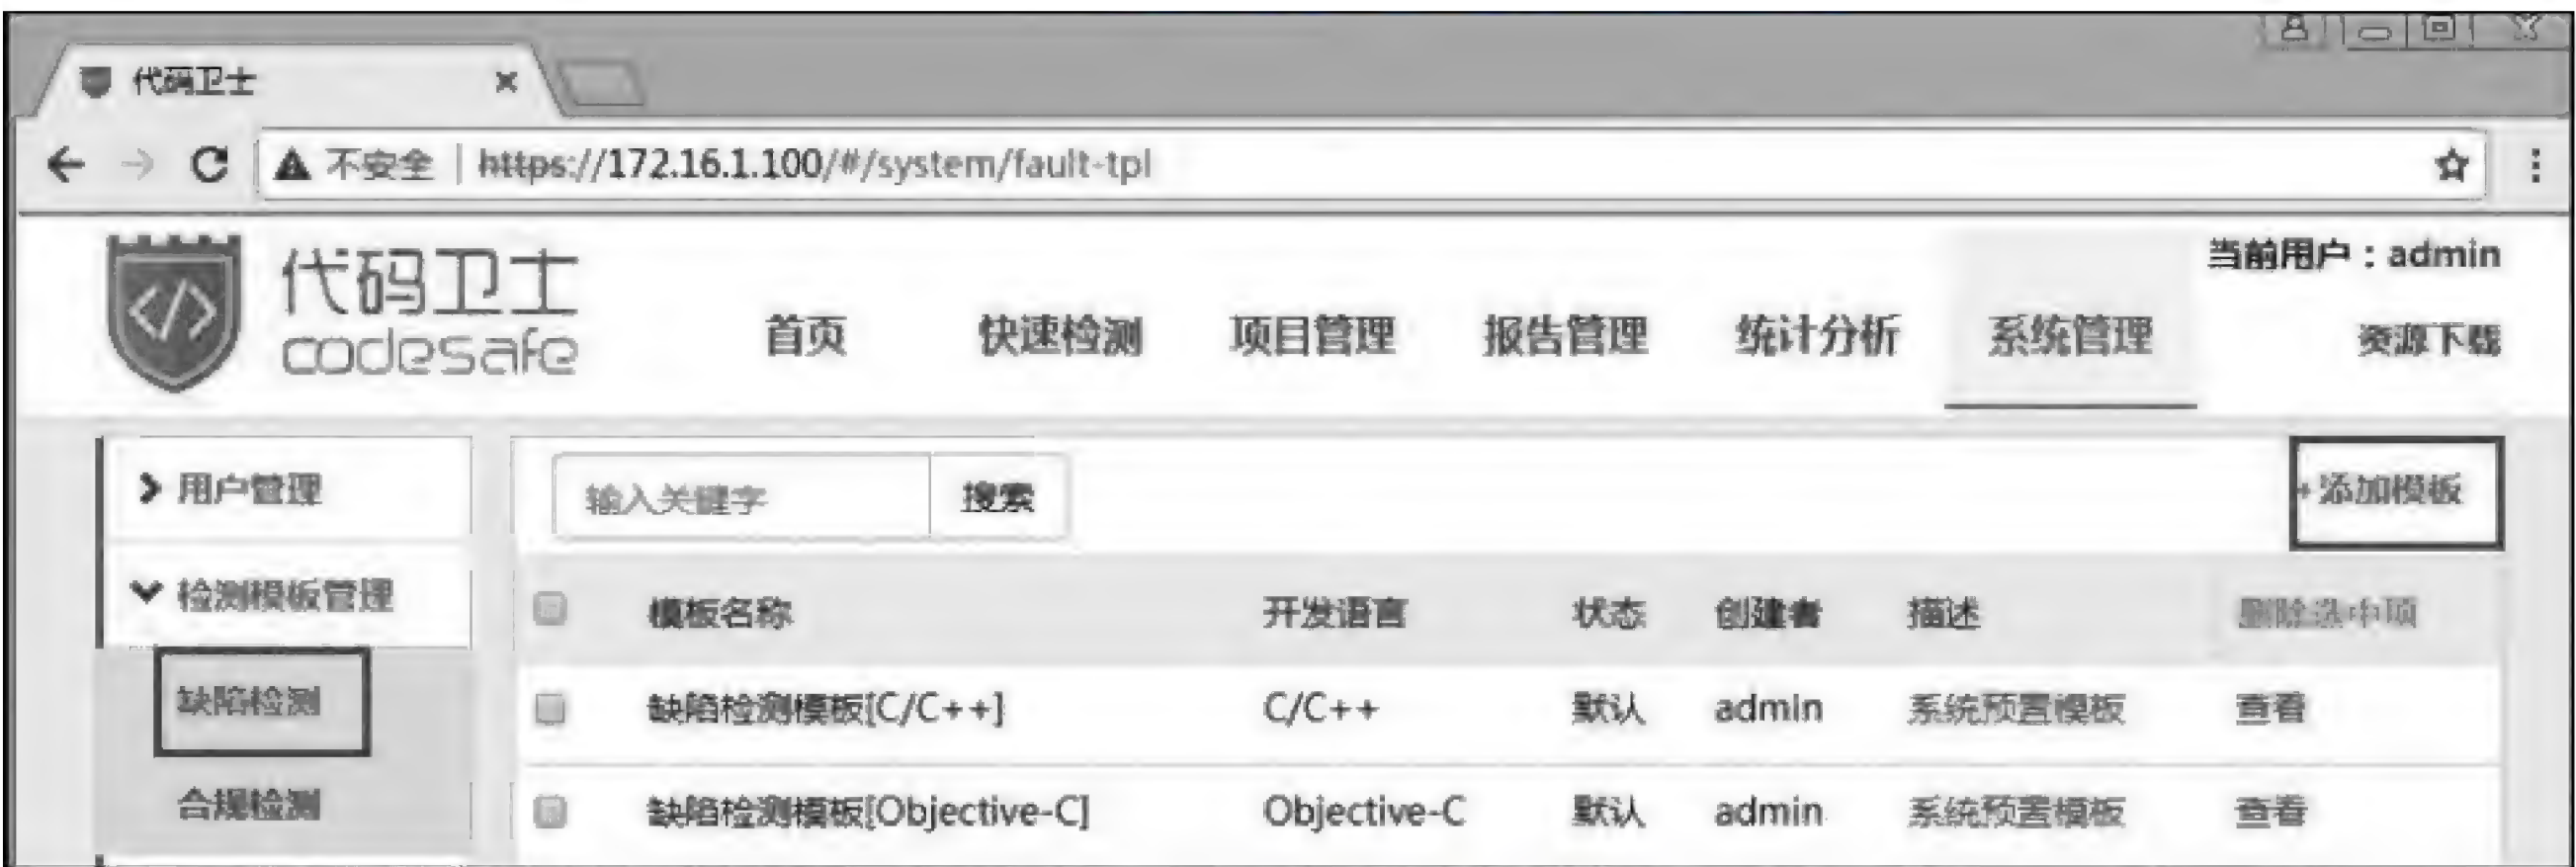 代码卫士
不安全 | https://172.16.1.100/#/system/fault-tpl
代码卫士
codesafe
首页 快速检测 项目管理 报告管理 统计分析 系统管理
当前用户：admin
资源下载
用户管理
检测模板管理
缺陷检测
合规检测
输入关键字 搜索
+添加模板
模板名称 开发语言 状态 创建者 描述 删除选中项
缺陷检测模板[C/C++] C/C++ 默认 admin 系统预置模板 查看
缺陷检测模板[Objective-C] Objective-C 默认 admin 系统预置模板 查看